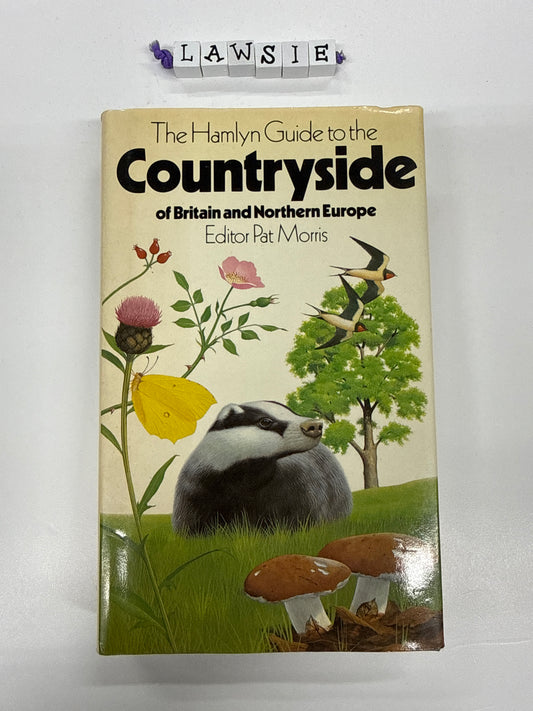 LAWSIE
The Hamlyn Guide to the
Countryside
of Britain and Northern Europe
Editor Pat Morris